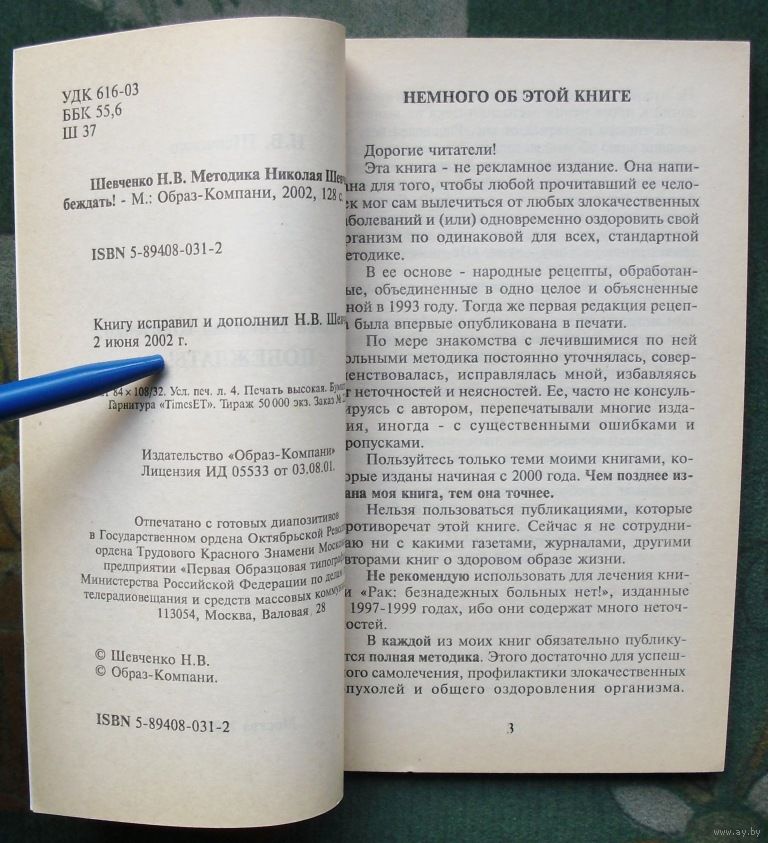 УДК 616-03
ББК 55,6
Ш 37
Шевченко Н.В. Методика Николая
беждать! - М.: Образ-Компани, 2002, 128 с.
ISBN 5-89408-031-2
Книгу исправил и дополнил Н.В.
2 июня 2002 г.
84 × 108/32. Усл. печ. л. 4. Печать высокая.
Гарнитура «TimesET». Тираж 50 000 экз. Заказ №
Издательство «Образ-Компани»
Лицензия ИД 05533 от 03.08.01.
Отпечатано с готовых диапозитивов
в Государственном ордена Октябрьской
ордена Трудового Красного Знамени
предприятии «Первая Образцовая
Министерства Российской Федерации по делам
телерадиовещания и средств массовых
113054, Москва, Валовая, 28
© Шевченко Н.В.
© Образ-Компани.
ISBN 5-89408-031-2
НЕМНОГО ОБ ЭТОЙ КНИГЕ
Дорогие читатели!
Эта книга - не рекламное издание. Она напи-
ана для того, чтобы любой прочитавший ее чело-
ек мог сам вылечиться от любых злокачественных
аболеваний и (или) одновременно оздоровить свой
рганизм по одинаковой для всех, стандартной
етодике.
В ее основе - народные рецепты, обработан-
ые, объединенные в одно целое и объясненные
ной в 1993 году. Тогда же первая редакция рецеп-
а была впервые опубликована в печати.
По мере знакомства с лечившимися по ней
ольными методика постоянно уточнялась, совер-
енствовалась, исправлялась мной, избавляясь
т неточностей и неясностей. Ее, часто не консуль-
ируясь с автором, перепечатывали многие изда-
ия, иногда - с существенными ошибками и
ропусками.
Пользуйтесь только теми моими книгами, ко-
орые изданы начиная с 2000 года. Чем позднее из-
ана моя книга, тем она точнее.
Нельзя пользоваться публикациями, которые
ротиворечат этой книге. Сейчас я не сотрудни-
аю ни с какими газетами, журналами, другими
вторами книг о здоровом образе жизни.
Не рекомендую использовать для лечения кни-
и «Рак: безнадежных больных нет!», изданные
1997-1999 годах, ибо они содержат много неточ-
остей.
В каждой из моих книг обязательно публику-
тся полная методика. Этого достаточно для успеш-
ого самолечения, профилактики злокачественных
пухолей и общего оздоровления организма.
3
www.ay.by